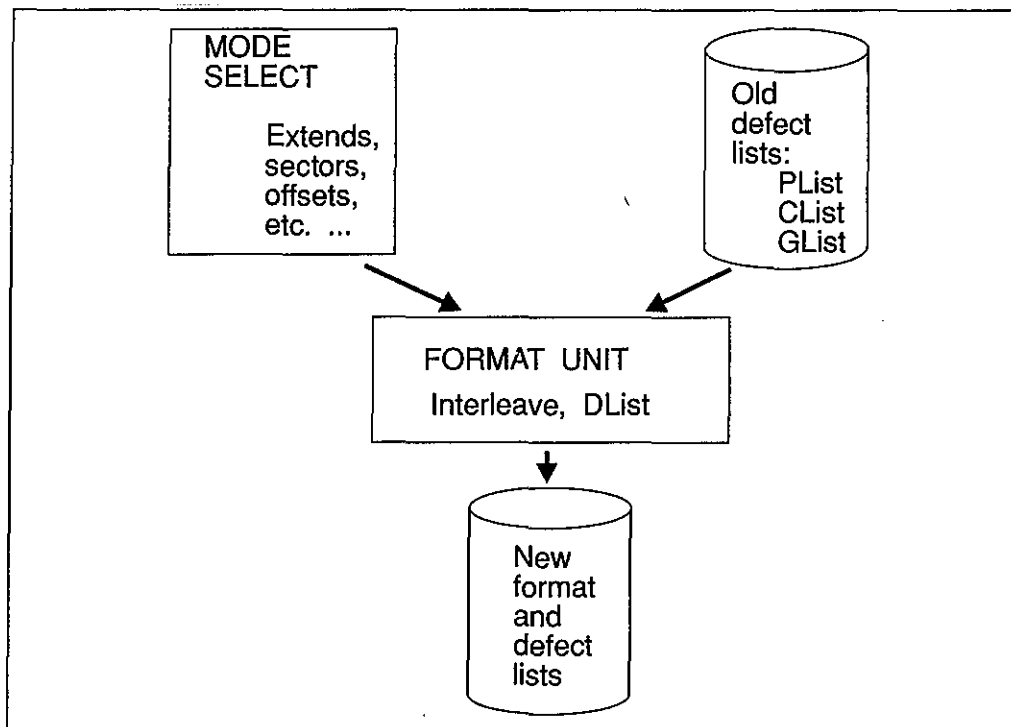 MODE
SELECT
Extends,
sectors,
offsets,
etc. ...
Old
defect
lists:
PList
CList
GList
FORMAT UNIT
Interleave, DList
New
format
and
defect
lists